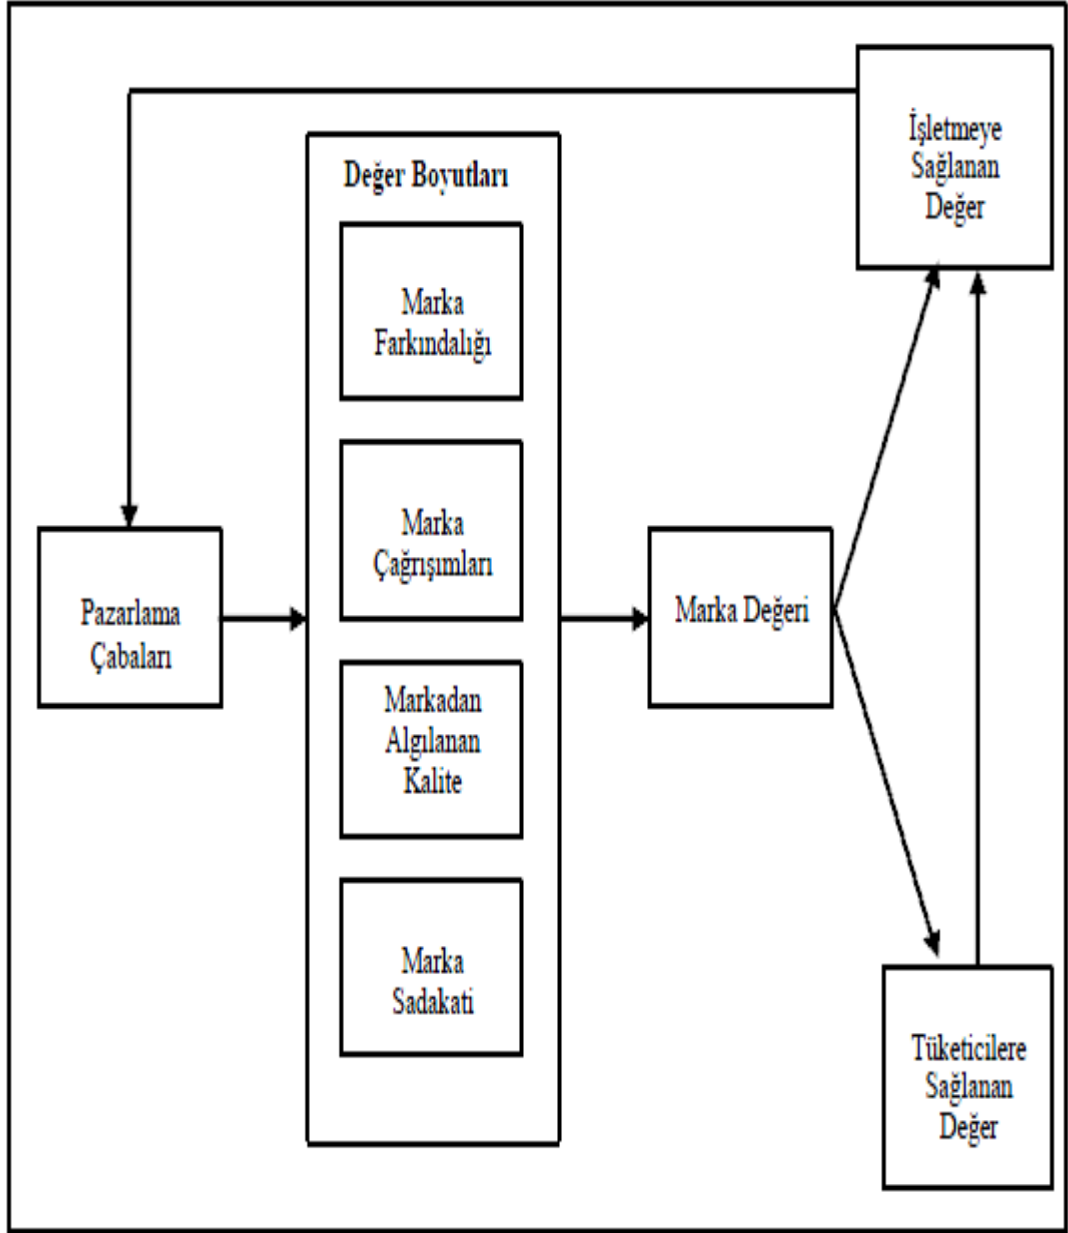 İşletmeye
Sağlanan
Değer
Değer Boyutları
Marka
Farkındalığı
Marka
Çağrışımları
Markadan
Algılanan
Kalite
Marka
Sadakati
Pazarlama
Çabaları
Marka Değeri
Tüketicilere
Sağlanan
Değer